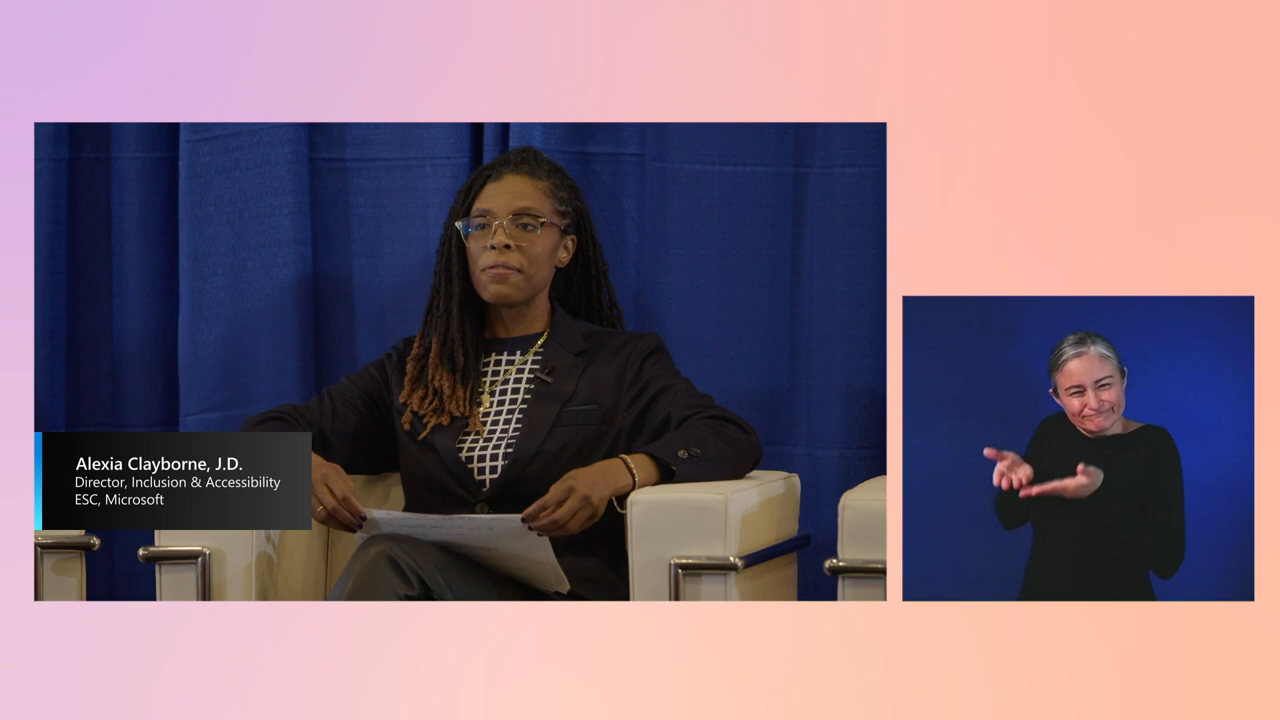 Alexia Clayborne, J.D.
Director, Inclusion & Accessibility
ESC, Microsoft